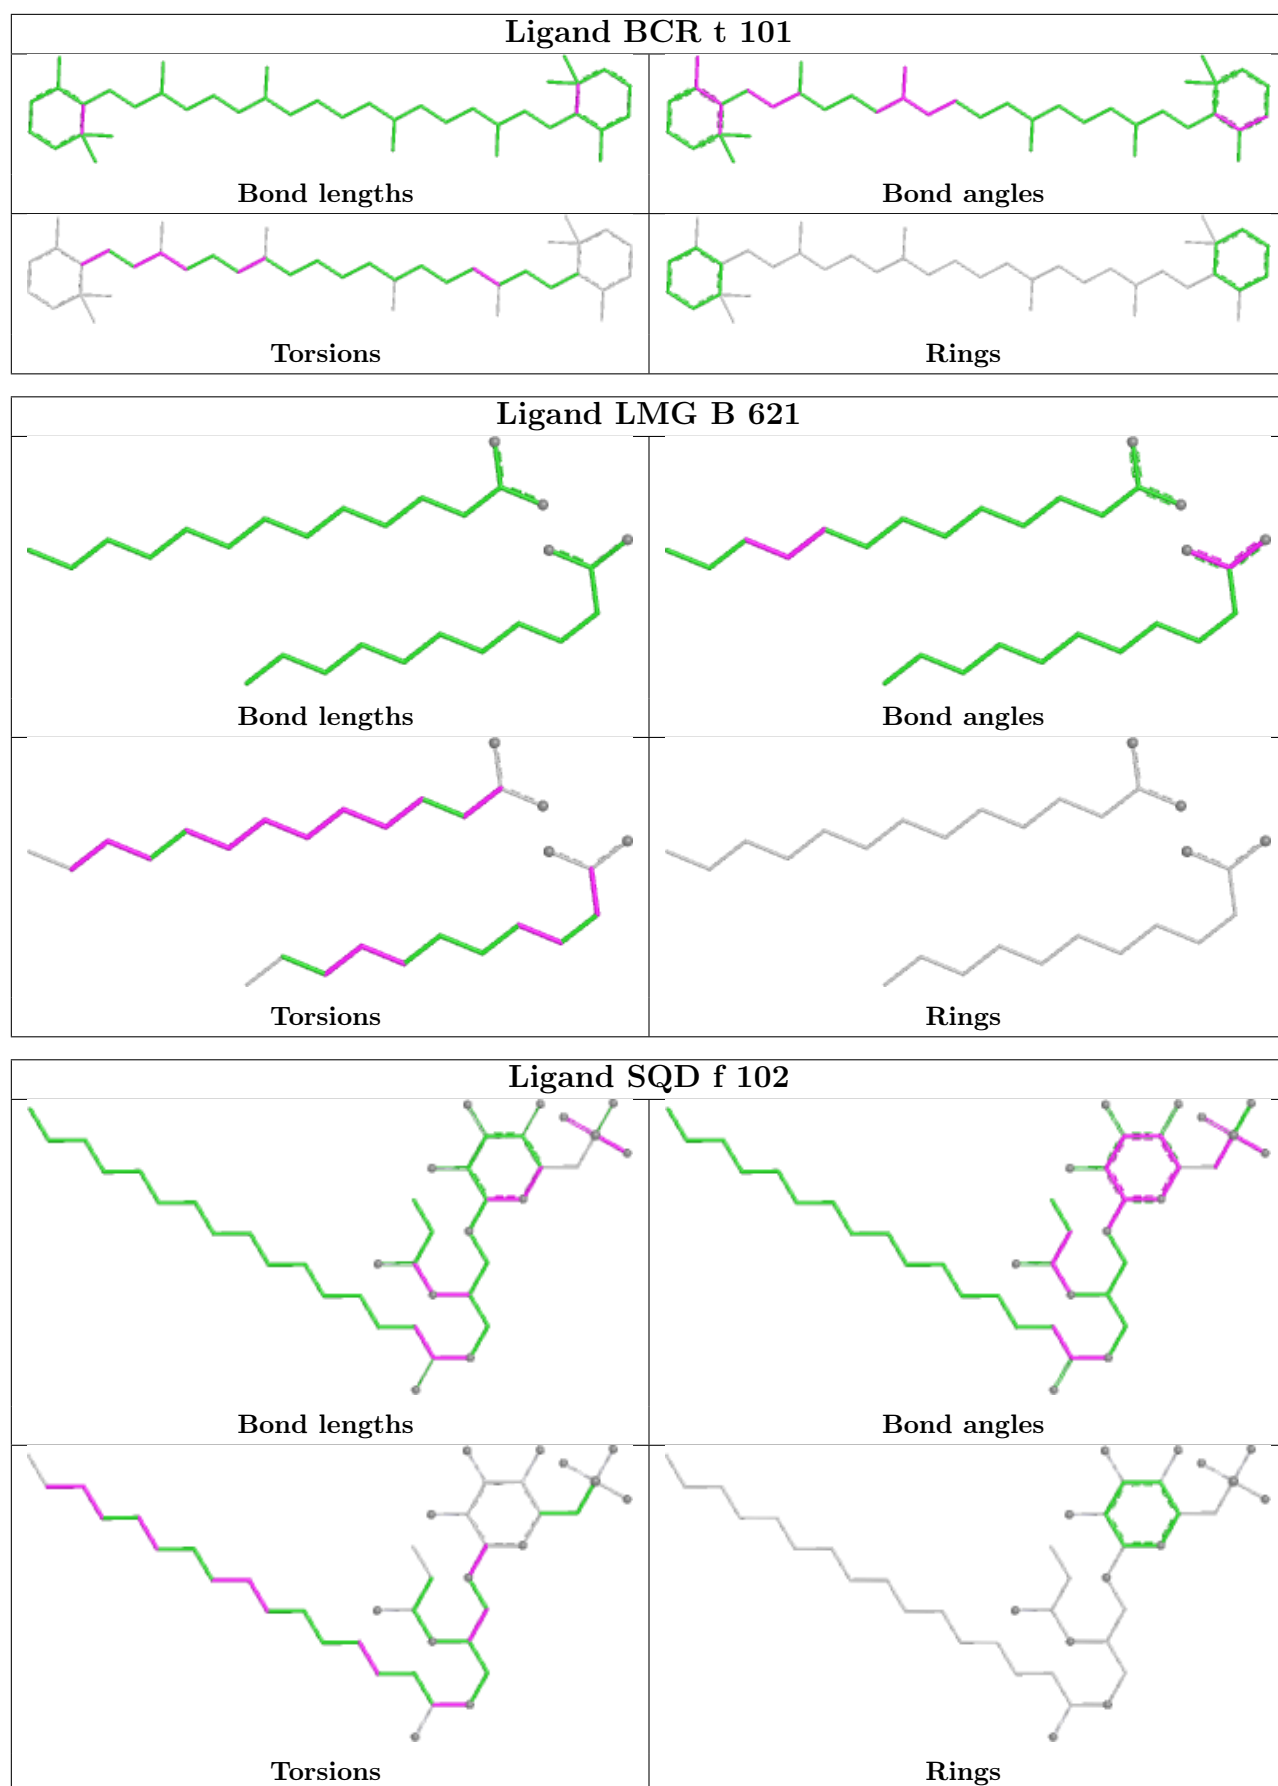 Ligand BCR t 101
Bond lengths
Bond angles
Torsions
Rings
Ligand LMG B 621
Bond lengths
Bond angles
Torsions
Rings
Ligand SQD f 102
Bond lengths
Bond angles
Torsions
Rings